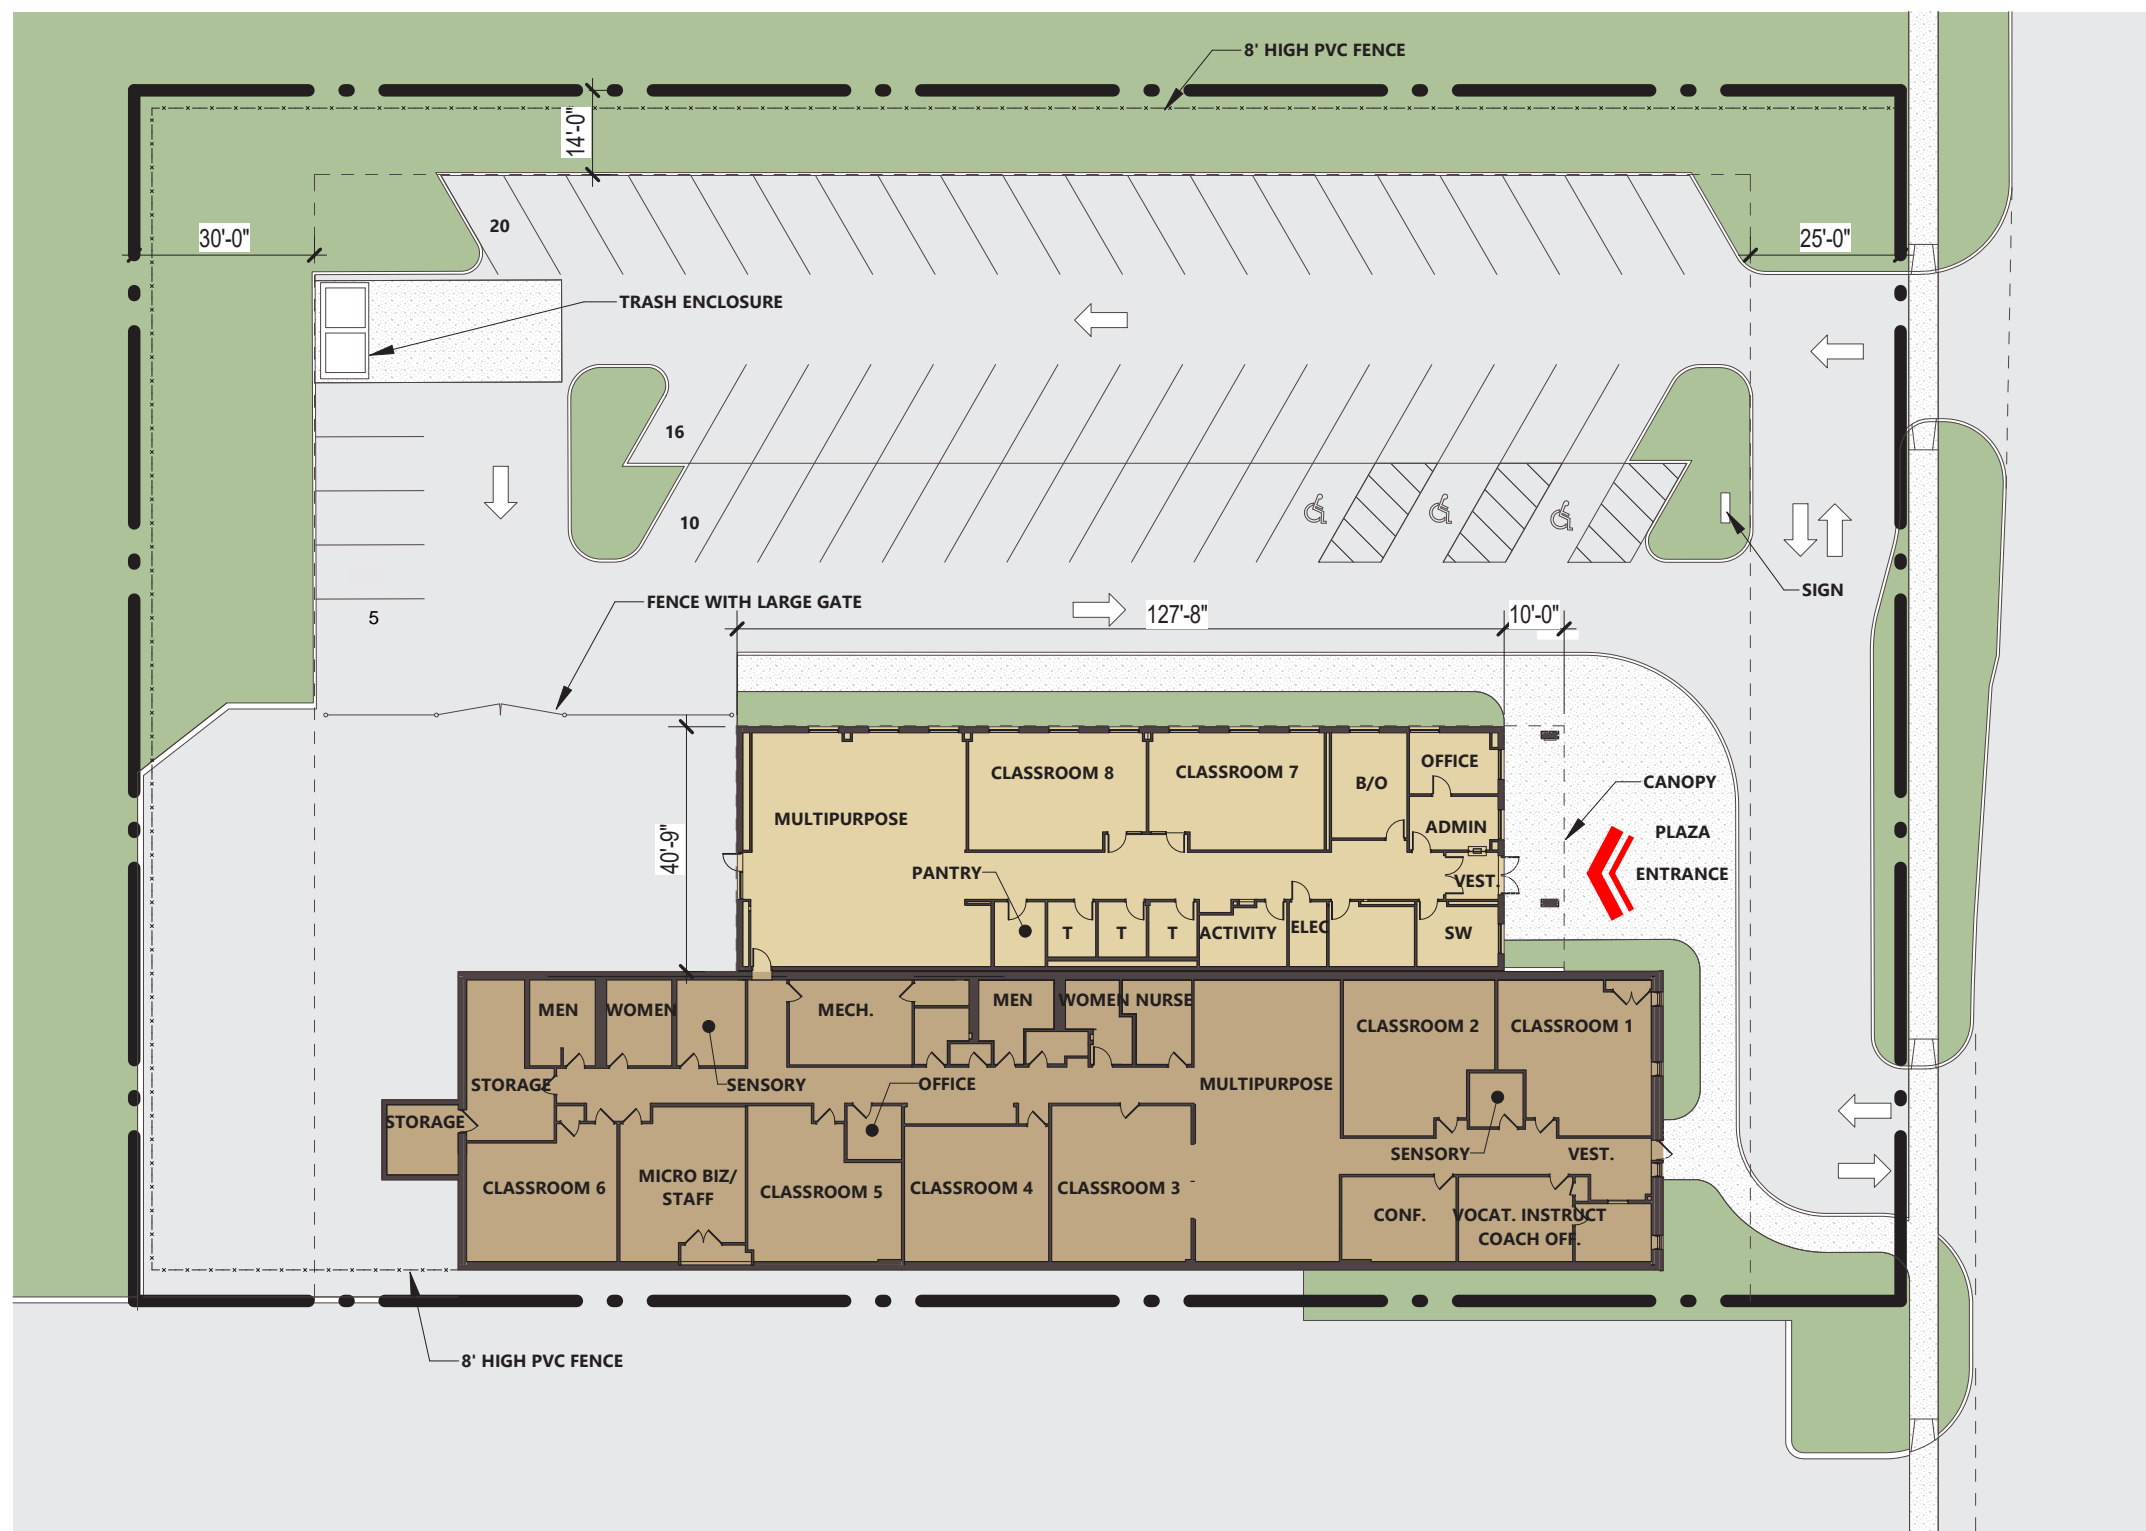 8' HIGH PVC FENCE
14'-0"
20
30'-0"
25'-0"
TRASH ENCLOSURE
16
10
SIGN
FENCE WITH LARGE GATE
5
127'-8"
10'-0"
CLASSROOM 8
CLASSROOM 7
B/O
OFFICE
CANOPY
MULTIPURPOSE
ADMIN
PLAZA
ENTRANCE
40'-9"
PANTRY
VEST.
T
T
T
ACTIVITY
ELEC
SW
MEN
WOMEN
MECH.
MEN
WOMEN
NURSE
CLASSROOM 2
CLASSROOM 1
STORAGE
SENSORY
OFFICE
MULTIPURPOSE
STORAGE
SENSORY
VEST.
CLASSROOM 6
MICRO BIZ/
STAFF
CLASSROOM 5
CLASSROOM 4
CLASSROOM 3
CONF.
VOCAT. INSTRUCT
COACH OFF.
8' HIGH PVC FENCE